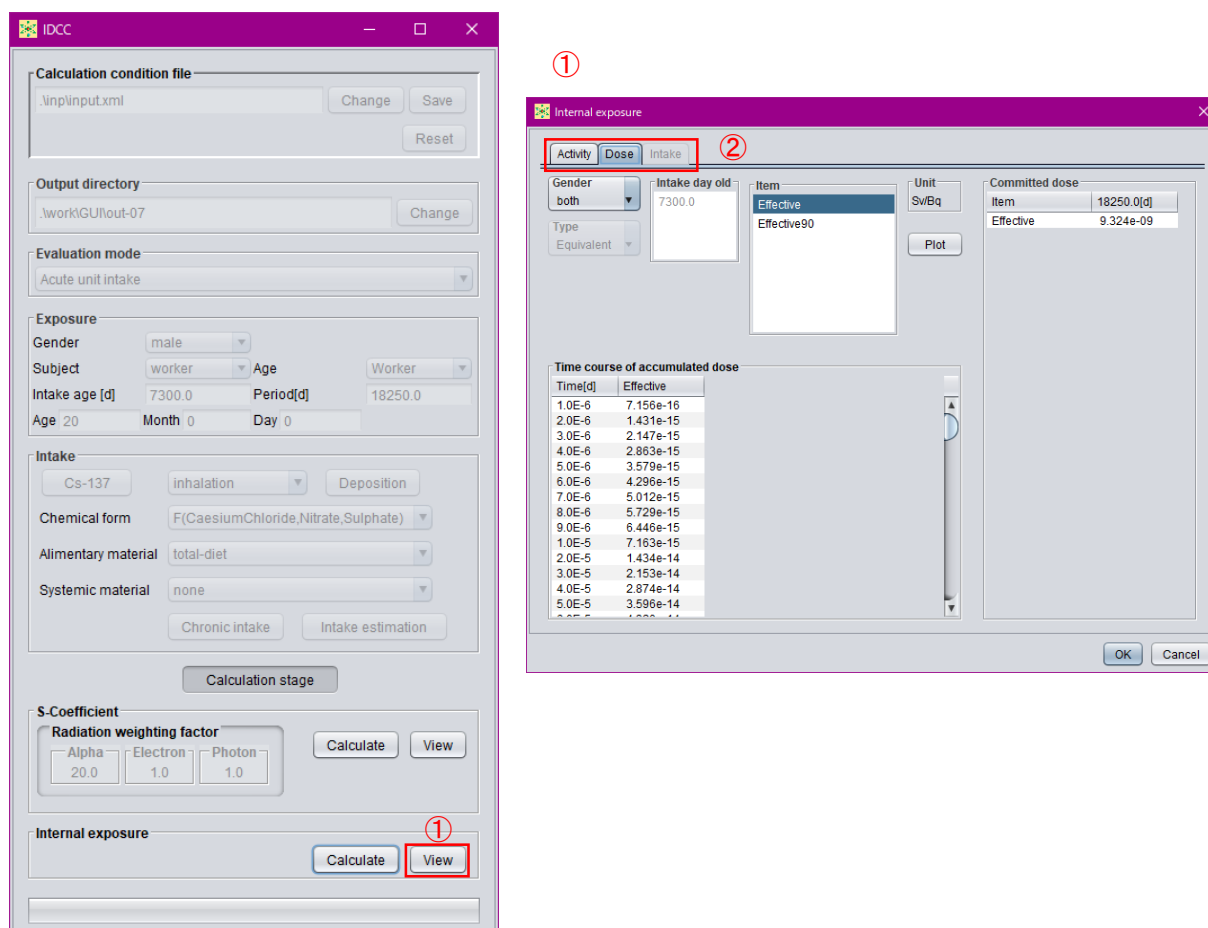 IDCC
Calculation condition file
.\inp\input.xml Change Save
Reset
Output directory
.\work\GUI\out-07 Change
Evaluation mode
Acute unit intake
Exposure
Gender male
Subject worker Age Worker
Intake age [d] 7300.0 Period[d] 18250.0
Age 20 Month 0 Day 0
Intake
Cs-137 inhalation Deposition
Chemical form F(CaesiumChloride,Nitrate,Sulphate)
Alimentary material total-diet
Systemic material none
Chronic intake Intake estimation
Calculation stage
S-Coefficient
Radiation weighting factor
Alpha Electron Photon
20.0 1.0 1.0
Calculate View
Internal exposure
①
Calculate View
①
Internal exposure
Activity Dose Intake ②
Gender Intake day old Item Unit Committed dose
both 7300.0 Effective Sv/Bq Item 18250.0[d]
Effective90 Effective 9.324e-09
Type
Equivalent Plot
Time course of accumulated dose
Time[d] Effective
1.0E-6 7.156e-16
2.0E-6 1.431e-15
3.0E-6 2.147e-15
4.0E-6 2.863e-15
5.0E-6 3.579e-15
6.0E-6 4.296e-15
7.0E-6 5.012e-15
8.0E-6 5.729e-15
9.0E-6 6.446e-15
1.0E-5 7.163e-15
2.0E-5 1.434e-14
3.0E-5 2.153e-14
4.0E-5 2.874e-14
5.0E-5 3.596e-14
OK Cancel